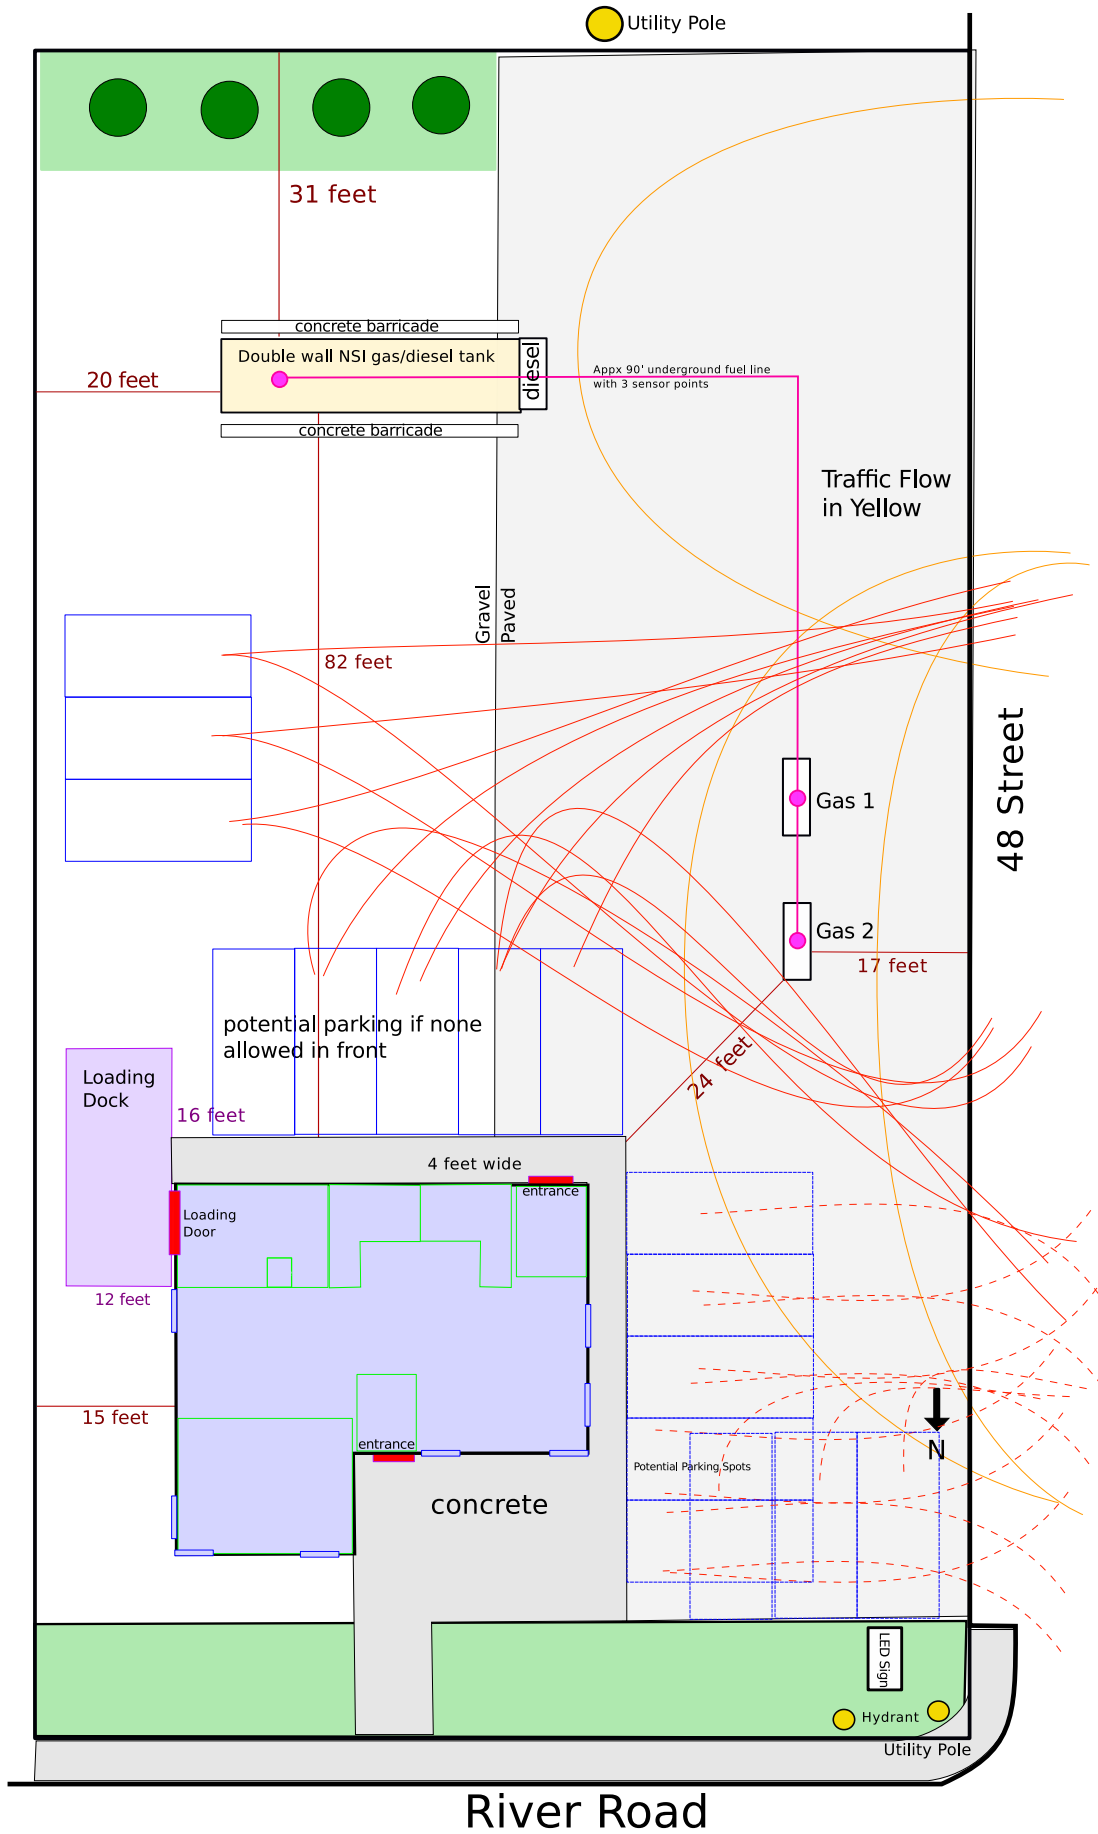 Utility Pole
31 feet
concrete barricade
Double wall NSI gas/diesel tank
diesel
20 feet
concrete barricade
Appx 90' underground fuel line
with 3 sensor points
Traffic Flow
in Yellow
Gravel
Paved
82 feet
48 Street
Gas 1
Gas 2
17 feet
potential parking if none
allowed in front
24 feet
Loading
Dock
16 feet
4 feet wide
entrance
Loading
Door
12 feet
15 feet
entrance
N
Potential Parking Spots
concrete
LED Sign
Hydrant
Utility Pole
River Road